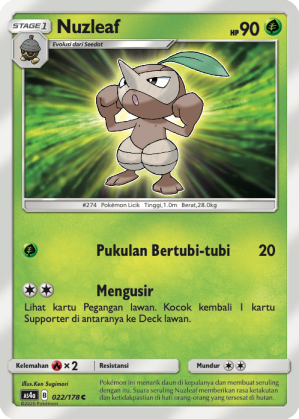 STAGE 1 Nuzleaf HP 90
Evolusi dari Seedot
#274 Pokémon Licik Tinggi,1.0m Berat,28.0kg
Pukulan Bertubi-tubi 20
Mengusir
Lihat kartu Pegangan lawan. Kocok kembali 1 kartu
Supporter di antaranya ke Deck lawan.
Kelemahan ×2 Resistansi Mundur
Illus.Ken Sugimori
022/178 C
Pokémon ini menarik daun di kepalanya dan membuat seruling
dengan itu. Suara seruling Nuzleaf memberikan rasa ketakutan
dan ketidaktenangan di hati orang-orang yang tersesat di hutan.